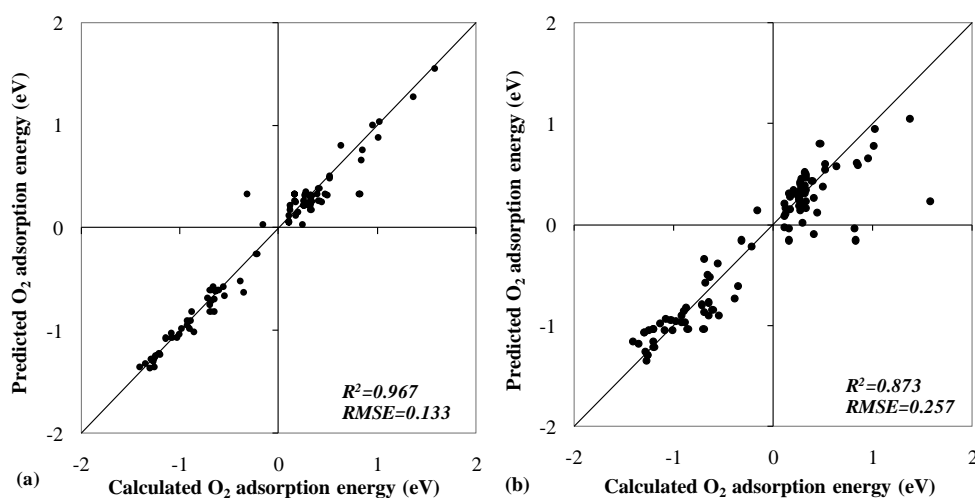 Predicted O₂ adsorption energy (eV)
2
1
0
-1
-2
-2
-1
0
1
2
R²=0.967
RMSE=0.133
(a)
Calculated O₂ adsorption energy (eV)
Predicted O₂ adsorption energy (eV)
2
1
0
-1
-2
-2
-1
0
1
2
R²=0.873
RMSE=0.257
(b)
Calculated O₂ adsorption energy (eV)